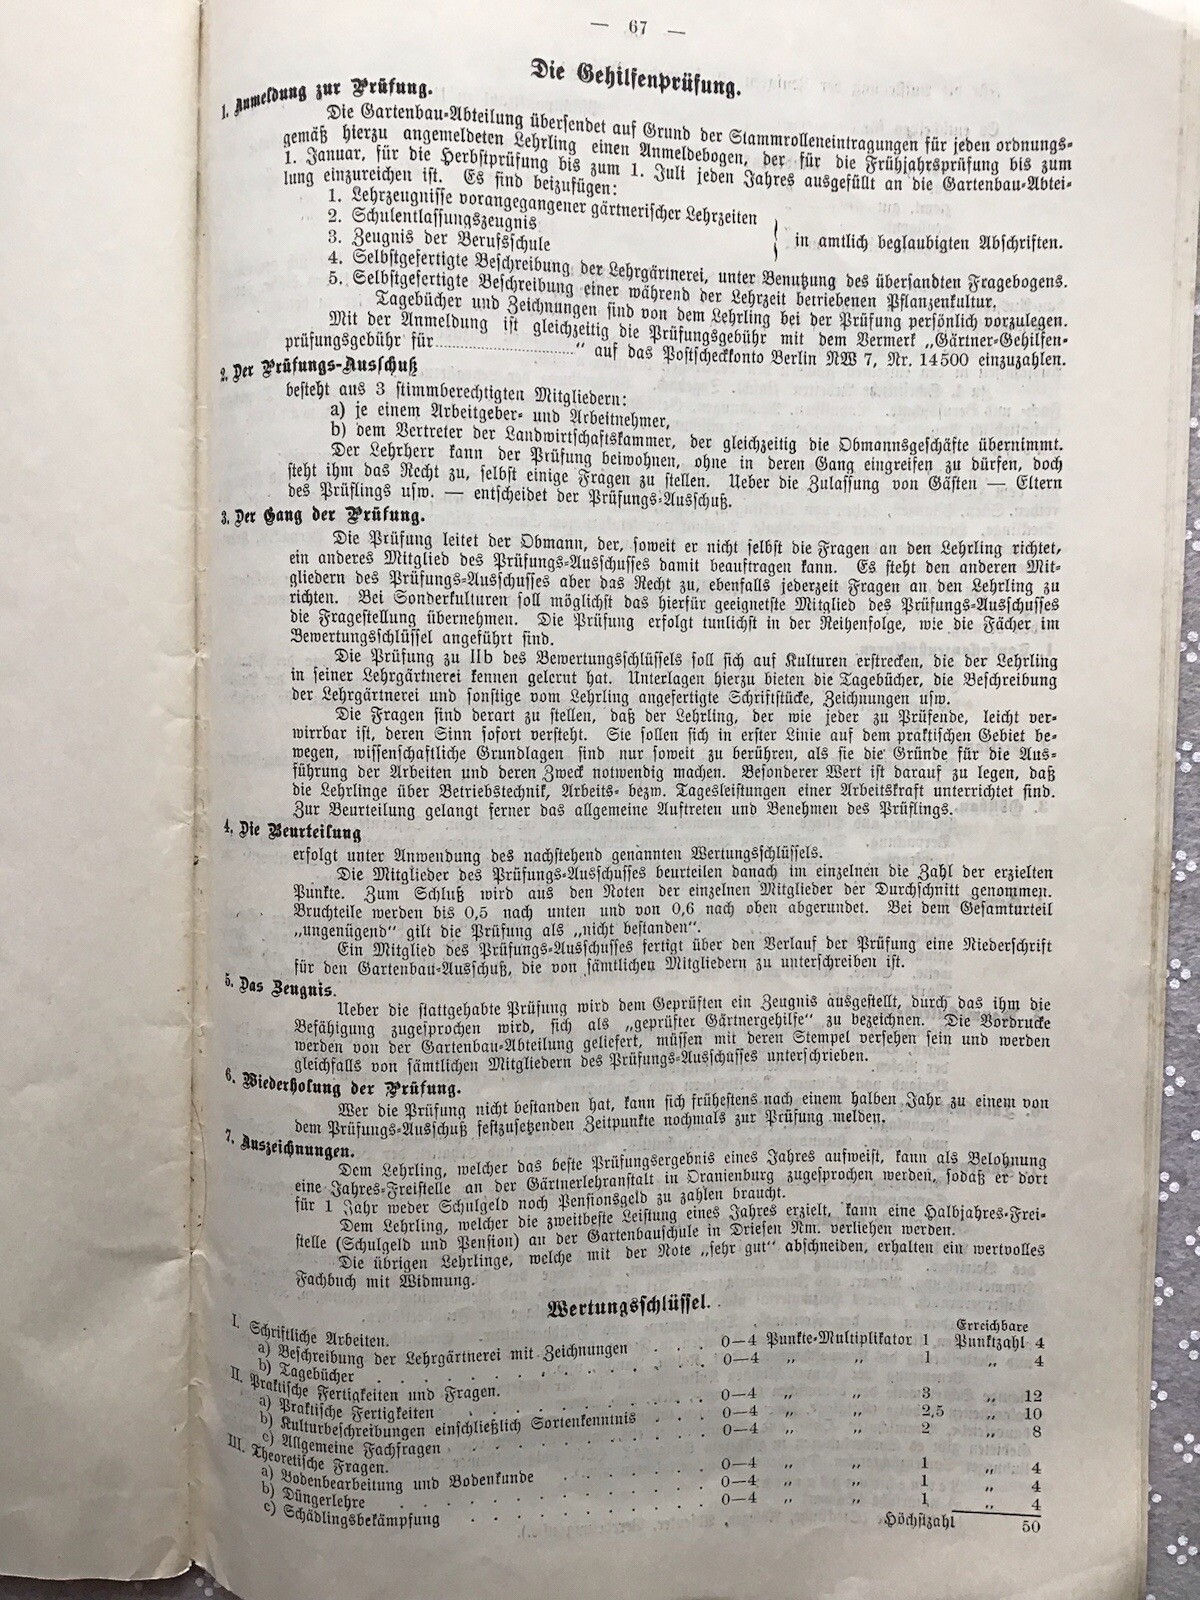 — 67 —
Die Gehilfenprüfung.
1. Anmeldung zur Prüfung.
Die Gartenbau-Abteilung übersendet auf Grund der Stammrolleneintragungen für jeden ordnungs-
gemäß hierzu angemeldeten Lehrling einen Anmeldebogen, der für die Frühjahrsprüfung bis zum
1. Januar, für die Herbstprüfung bis zum 1. Juli jeden Jahres ausgefüllt an die Gartenbau-Abtei-
lung einzureichen ist. Es sind beizufügen:
1. Lehrzeugnisse vorangegangener gärtnerischer Lehrzeiten
2. Schulentlassungszeugnis
3. Zeugnis der Berufsschule
} in amtlich beglaubigten Abschriften.
4. Selbstgefertigte Beschreibung der Lehrgärtnerei, unter Benutzung des übersandten Fragebogens.
5. Selbstgefertigte Beschreibung einer während der Lehrzeit betriebenen Pflanzenkultur.
Tagebücher und Zeichnungen sind von dem Lehrling bei der Prüfung persönlich vorzulegen.
Mit der Anmeldung ist gleichzeitig die Prüfungsgebühr mit dem Vermerk „Gärtner-Gehilfen-
prüfungsgebühr für ........................" auf das Postscheckkonto Berlin NW 7, Nr. 14500 einzuzahlen.
2. Der Prüfungs-Ausschuß
besteht aus 3 stimmberechtigten Mitgliedern:
a) je einem Arbeitgeber- und Arbeitnehmer,
b) dem Vertreter der Landwirtschaftskammer, der gleichzeitig die Obmannsgeschäfte übernimmt.
Der Lehrherr kann der Prüfung beiwohnen, ohne in deren Gang eingreifen zu dürfen, doch
steht ihm das Recht zu, selbst einige Fragen zu stellen. Ueber die Zulassung von Gästen — Eltern
des Prüflings usw. — entscheidet der Prüfungs-Ausschuß.
3. Der Gang der Prüfung.
Die Prüfung leitet der Obmann, der, soweit er nicht selbst die Fragen an den Lehrling richtet,
ein anderes Mitglied des Prüfungs-Ausschusses damit beauftragen kann. Es steht den anderen Mit-
gliedern des Prüfungs-Ausschusses aber das Recht zu, ebenfalls jederzeit Fragen an den Lehrling zu
richten. Bei Sonderkulturen soll möglichst das hierfür geeignetste Mitglied des Prüfungs-Ausschusses
die Fragestellung übernehmen. Die Prüfung erfolgt tunlichst in der Reihenfolge, wie die Fächer im
Bewertungsschlüssel angeführt sind.
Die Prüfung zu IIb des Bewertungsschlüssels soll sich auf Kulturen erstrecken, die der Lehrling
in seiner Lehrgärtnerei kennen gelernt hat. Unterlagen hierzu bieten die Tagebücher, die Beschreibung
der Lehrgärtnerei und sonstige vom Lehrling angefertigte Schriftstücke, Zeichnungen usw.
Die Fragen sind derart zu stellen, daß der Lehrling, der wie jeder zu Prüfende, leicht ver-
wirrbar ist, deren Sinn sofort versteht. Sie sollen sich in erster Linie auf dem praktischen Gebiet be-
wegen, wissenschaftliche Grundlagen sind nur soweit zu berühren, als sie die Gründe für die Aus-
führung der Arbeiten und deren Zweck notwendig machen. Besonderer Wert ist darauf zu legen, daß
die Lehrlinge über Betriebstechnik, Arbeits- bezw. Tagesleistungen einer Arbeitskraft unterrichtet sind.
Zur Beurteilung gelangt ferner das allgemeine Auftreten und Benehmen des Prüflings.
4. Die Beurteilung
erfolgt unter Anwendung des nachstehend genannten Wertungsschlüssels.
Die Mitglieder des Prüfungs-Ausschusses beurteilen danach im einzelnen die Zahl der erzielten
Punkte. Zum Schluß wird aus den Noten der einzelnen Mitglieder der Durchschnitt genommen.
Bruchteile werden bis 0,5 nach unten und von 0,6 nach oben abgerundet. Bei dem Gesamturteil
„ungenügend" gilt die Prüfung als „nicht bestanden".
Ein Mitglied des Prüfungs-Ausschusses fertigt über den Verlauf der Prüfung eine Niederschrift
für den Gartenbau-Ausschuß, die von sämtlichen Mitgliedern zu unterschreiben ist.
5. Das Zeugnis.
Ueber die stattgehabte Prüfung wird dem Geprüften ein Zeugnis ausgestellt, durch das ihm die
Befähigung zugesprochen wird, sich als „geprüfter Gärtnergehilfe" zu bezeichnen. Die Vordrucke
werden von der Gartenbau-Abteilung geliefert, müssen mit deren Stempel versehen sein und werden
gleichfalls von sämtlichen Mitgliedern des Prüfungs-Ausschusses unterschrieben.
6. Wiederholung der Prüfung.
Wer die Prüfung nicht bestanden hat, kann sich frühestens nach einem halben Jahr zu einem von
dem Prüfungs-Ausschuß festzusetzenden Zeitpunkte nochmals zur Prüfung melden.
7. Auszeichnungen.
Dem Lehrling, welcher das beste Prüfungsergebnis eines Jahres aufweist, kann als Belohnung
eine Jahres-Freistelle an der Gärtnerlehranstalt in Oranienburg zugesprochen werden, sodaß er dort
für 1 Jahr weder Schulgeld noch Pensionsgeld zu zahlen braucht.
Dem Lehrling, welcher die zweitbeste Leistung eines Jahres erzielt, kann eine Halbjahres-Frei-
stelle (Schulgeld und Pension) an der Gartenbauschule in Driesen Nm. verliehen werden.
Die übrigen Lehrlinge, welche mit der Note „sehr gut" abschneiden, erhalten ein wertvolles
Fachbuch mit Widmung.
Wertungsschlüssel.
Erreichbare
I. Schriftliche Arbeiten.
a) Beschreibung der Lehrgärtnerei mit Zeichnungen . . . 0—4 Punkte-Multiplikator 1 Punktzahl 4
b) Tagebücher . . . . . . . . . . 0—4 „ „ 1 „ 4
II. Praktische Fertigkeiten und Fragen.
a) Praktische Fertigkeiten . . . . . . . . 0—4 „ „ 3 „ 12
b) Kulturbeschreibungen einschließlich Sortenkenntnis . . . 0—4 „ „ 2,5 „ 10
c) Allgemeine Fachfragen . . . . . . . . 0—4 „ „ 2 „ 8
III. Theoretische Fragen.
a) Bodenbearbeitung und Bodenkunde . . . . . . 0—4 „ „ 1 „ 4
b) Düngerlehre . . . . . . . . . . 0—4 „ „ 1 „ 4
c) Schädlingsbekämpfung . . . . . . . . 0—4 „ „ 1 „ 4
Höchstzahl 50